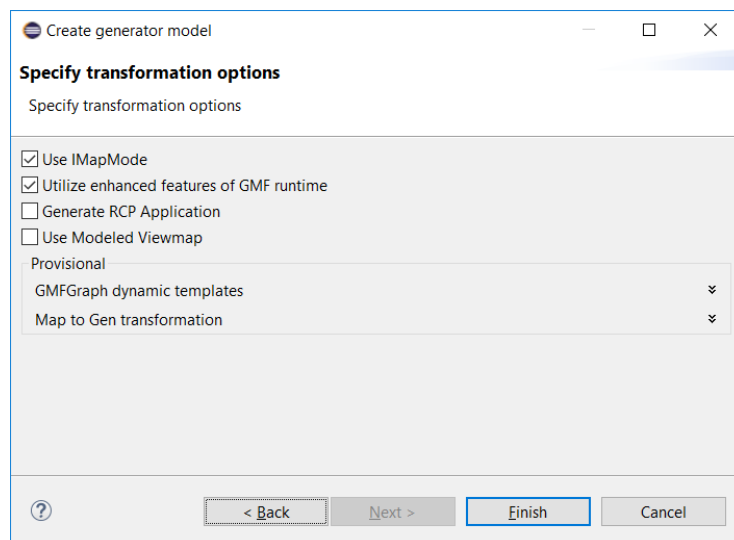 Create generator model
Specify transformation options
Specify transformation options
Use IMapMode
Utilize enhanced features of GMF runtime
Generate RCP Application
Use Modeled Viewmap
Provisional
GMFGraph dynamic templates
Map to Gen transformation
? < Back Next > Finish Cancel